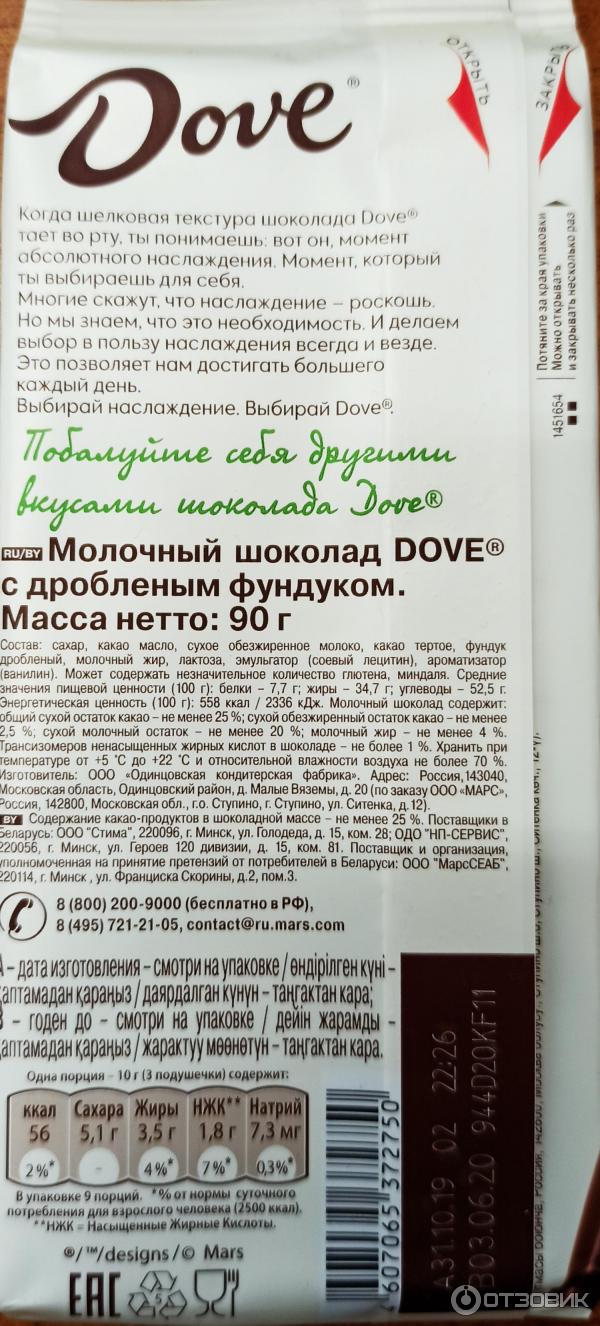 Dove®
ОТКРЫТЬ
ЗАКРЫТЬ
Когда шелковая текстура шоколада Dove®
тает во рту, ты понимаешь: вот он, момент
абсолютного наслаждения. Момент, который
ты выбираешь для себя.
Многие скажут, что наслаждение – роскошь.
Но мы знаем, что это необходимость. И делаем
выбор в пользу наслаждения всегда и везде.
Это позволяет нам достигать большего
каждый день.
Выбирай наслаждение. Выбирай Dove®.
Потяните за края упаковки
Можно открывать
и закрывать несколько раз
1451654
Побалуйте себя другими
вкусами шоколада Dove®
RU/BY Молочный шоколад DOVE®
с дробленым фундуком.
Масса нетто: 90 г
Состав: сахар, какао масло, сухое обезжиренное молоко, какао тертое, фундук
дробленый, молочный жир, лактоза, эмульгатор (соевый лецитин), ароматизатор
(ванилин). Может содержать незначительное количество глютена, миндаля. Средние
значения пищевой ценности (100 г): белки – 7,7 г; жиры – 34,7 г; углеводы – 52,5 г.
Энергетическая ценность (100 г): 558 ккал / 2336 кДж. Молочный шоколад содержит:
общий сухой остаток какао – не менее 25 %; сухой обезжиренный остаток какао – не менее
2,5 %; сухой молочный остаток – не менее 20 %; молочный жир – не менее 4 %.
Трансизомеров ненасыщенных жирных кислот в шоколаде – не более 1 %. Хранить при
температуре от +5 °С до +22 °С и относительной влажности воздуха не более 70 %.
Изготовитель: ООО «Одинцовская кондитерская фабрика». Адрес: Россия, 143040,
Московская область, Одинцовский район, д. Малые Вяземы, д. 20 (по заказу ООО «МАРС»,
Россия, 142800, Московская обл., г.о. Ступино, г. Ступино, ул. Ситенка, д.12).
BY Содержание какао-продуктов в шоколадной массе – не менее 25 %. Поставщики в
Беларусь: ООО "Стима", 220096, г. Минск, ул. Голодеда, д. 15, ком. 28; ОДО "НП-СЕРВИС",
220056, г. Минск, ул. Героев 120 дивизии, д. 15, ком. 81. Поставщик и организация,
уполномоченная на принятие претензий от потребителей в Беларуси: ООО "МарсСЕАБ",
220114, г. Минск , ул. Франциска Скорины, д.2, пом.3.
8 (800) 200-9000 (бесплатно в РФ),
8 (495) 721-21-05, contact@ru.mars.com
А – дата изготовления – смотри на упаковке / өндірілген күні –
қаптамадан қараңыз / даярдалган күнүн – таңгактан кара;
В – годен до – смотри на упаковке / дейін жарамды –
қаптамадан қараңыз / жарактуу мөөнөтүн – таңгактан кара.
Одна порция – 10 г (3 подушечки) содержит:
ккал Сахара Жиры НЖК** Натрий
56 5,1 г 3,5 г 1,8 г 7,3 мг
2%* - 4%* 7%* 0,3%*
В упаковке 9 порций. *% от нормы суточного
потребления для взрослого человека (2500 ккал).
**НЖК = Насыщенные Жирные Кислоты.
®/™/designs/© Mars
EAC
5
4 607065 372750
A31.10.19 02 22:26
B03.06.20 944D20KF11
ОТЗОВИК